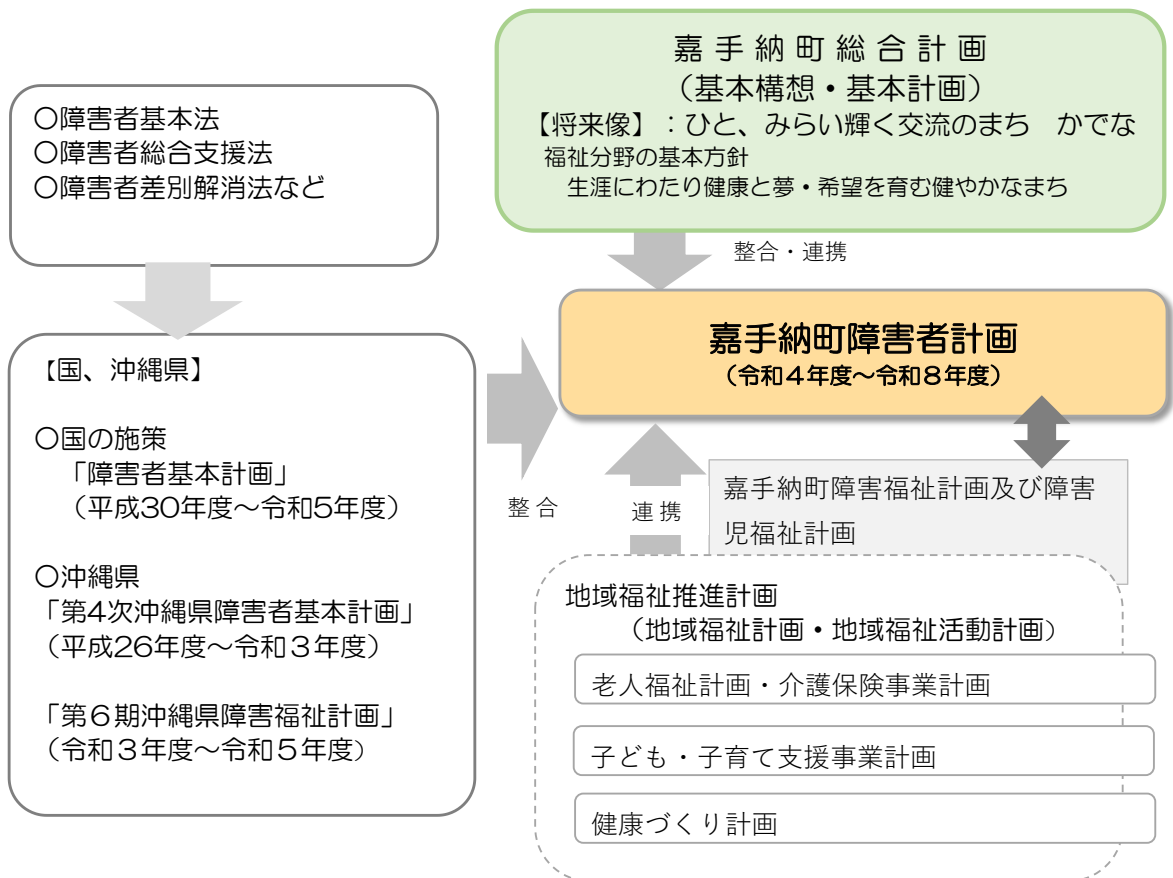 嘉手納町総合計画
（基本構想・基本計画）
【将来像】：ひと、みらい輝く交流のまち　かでな
福祉分野の基本方針
生涯にわたり健康と夢・希望を育む健やかなまち
〇障害者基本法
〇障害者総合支援法
〇障害者差別解消法など
整合・連携
嘉手納町障害者計画
（令和４年度～令和８年度）
【国、沖縄県】
〇国の施策
「障害者基本計画」
（平成30年度～令和5年度）
〇沖縄県
「第4次沖縄県障害者基本計画」
（平成26年度～令和３年度）
「第６期沖縄県障害福祉計画」
（令和３年度～令和５年度）
整合
連携
嘉手納町障害福祉計画及び障害
児福祉計画
地域福祉推進計画
（地域福祉計画・地域福祉活動計画）
老人福祉計画・介護保険事業計画
子ども・子育て支援事業計画
健康づくり計画